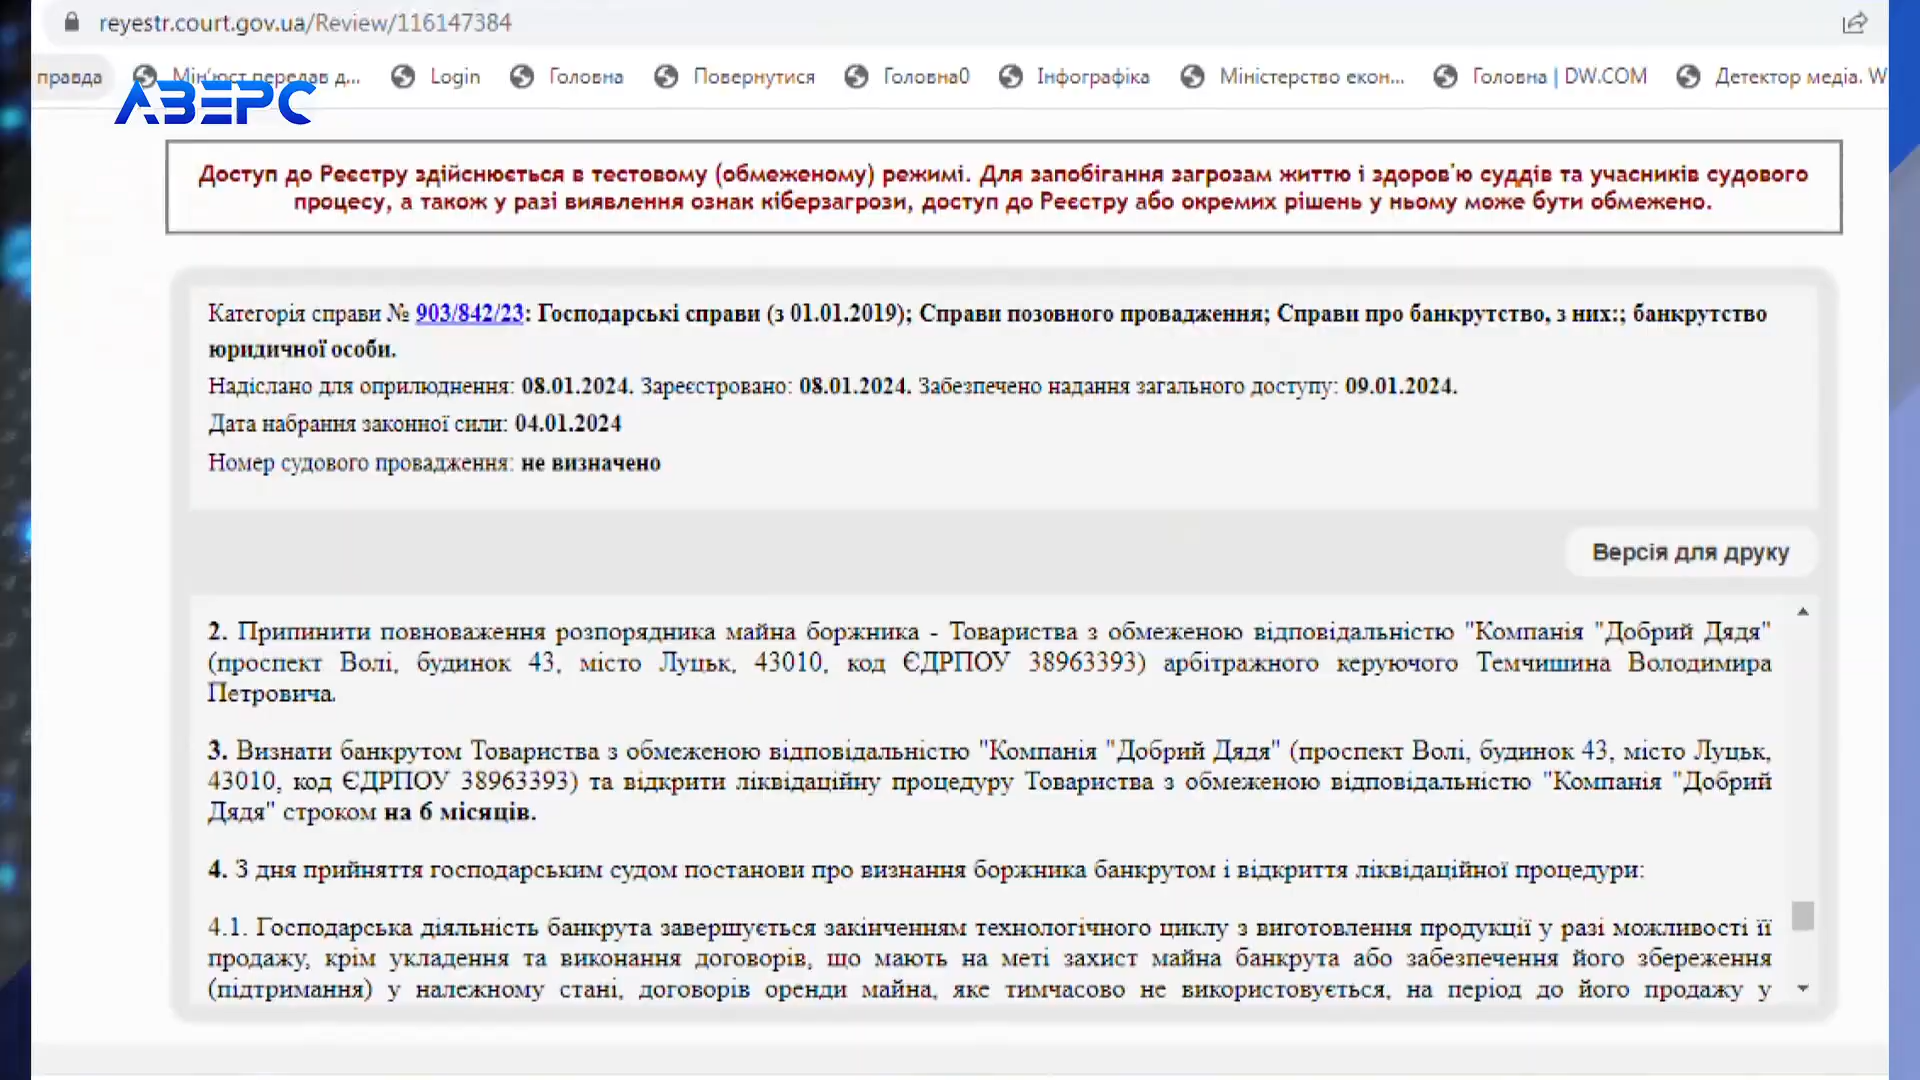 reyestr.court.gov.ua/Review/116147384
правда Мін'юст передав д... Login Головна Повернутися Головна0 Інфографіка Міністерство екон... Головна | DW.COM Детектор медіа. W
АВЕРС
Доступ до Реєстру здійснюється в тестовому (обмеженому) режимі. Для запобігання загрозам життю і здоров'ю суддів та учасників судового
процесу, а також у разі виявлення ознак кіберзагрози, доступ до Реєстру або окремих рішень у ньому може бути обмежено.
Категорія справи № 903/842/23: Господарські справи (з 01.01.2019); Справи позовного провадження; Справи про банкрутство, з них:; банкрутство
юридичної особи.
Надіслано для оприлюднення: 08.01.2024. Зареєстровано: 08.01.2024. Забезпечено надання загального доступу: 09.01.2024.
Дата набрання законної сили: 04.01.2024
Номер судового провадження: не визначено
Версія для друку
2. Припинити повноваження розпорядника майна боржника - Товариства з обмеженою відповідальністю "Компанія "Добрий Дядя"
(проспект Волі, будинок 43, місто Луцьк, 43010, код ЄДРПОУ 38963393) арбітражного керуючого Темчишина Володимира
Петровича.
3. Визнати банкрутом Товариства з обмеженою відповідальністю "Компанія "Добрий Дядя" (проспект Волі, будинок 43, місто Луцьк,
43010, код ЄДРПОУ 38963393) та відкрити ліквідаційну процедуру Товариства з обмеженою відповідальністю "Компанія "Добрий
Дядя" строком на 6 місяців.
4. З дня прийняття господарським судом постанови про визнання боржника банкрутом і відкриття ліквідаційної процедури:
4.1. Господарська діяльність банкрута завершується закінченням технологічного циклу з виготовлення продукції у разі можливості її
продажу, крім укладення та виконання договорів, що мають на меті захист майна банкрута або забезпечення його збереження
(підтримання) у належному стані, договорів оренди майна, яке тимчасово не використовується, на період до його продажу у